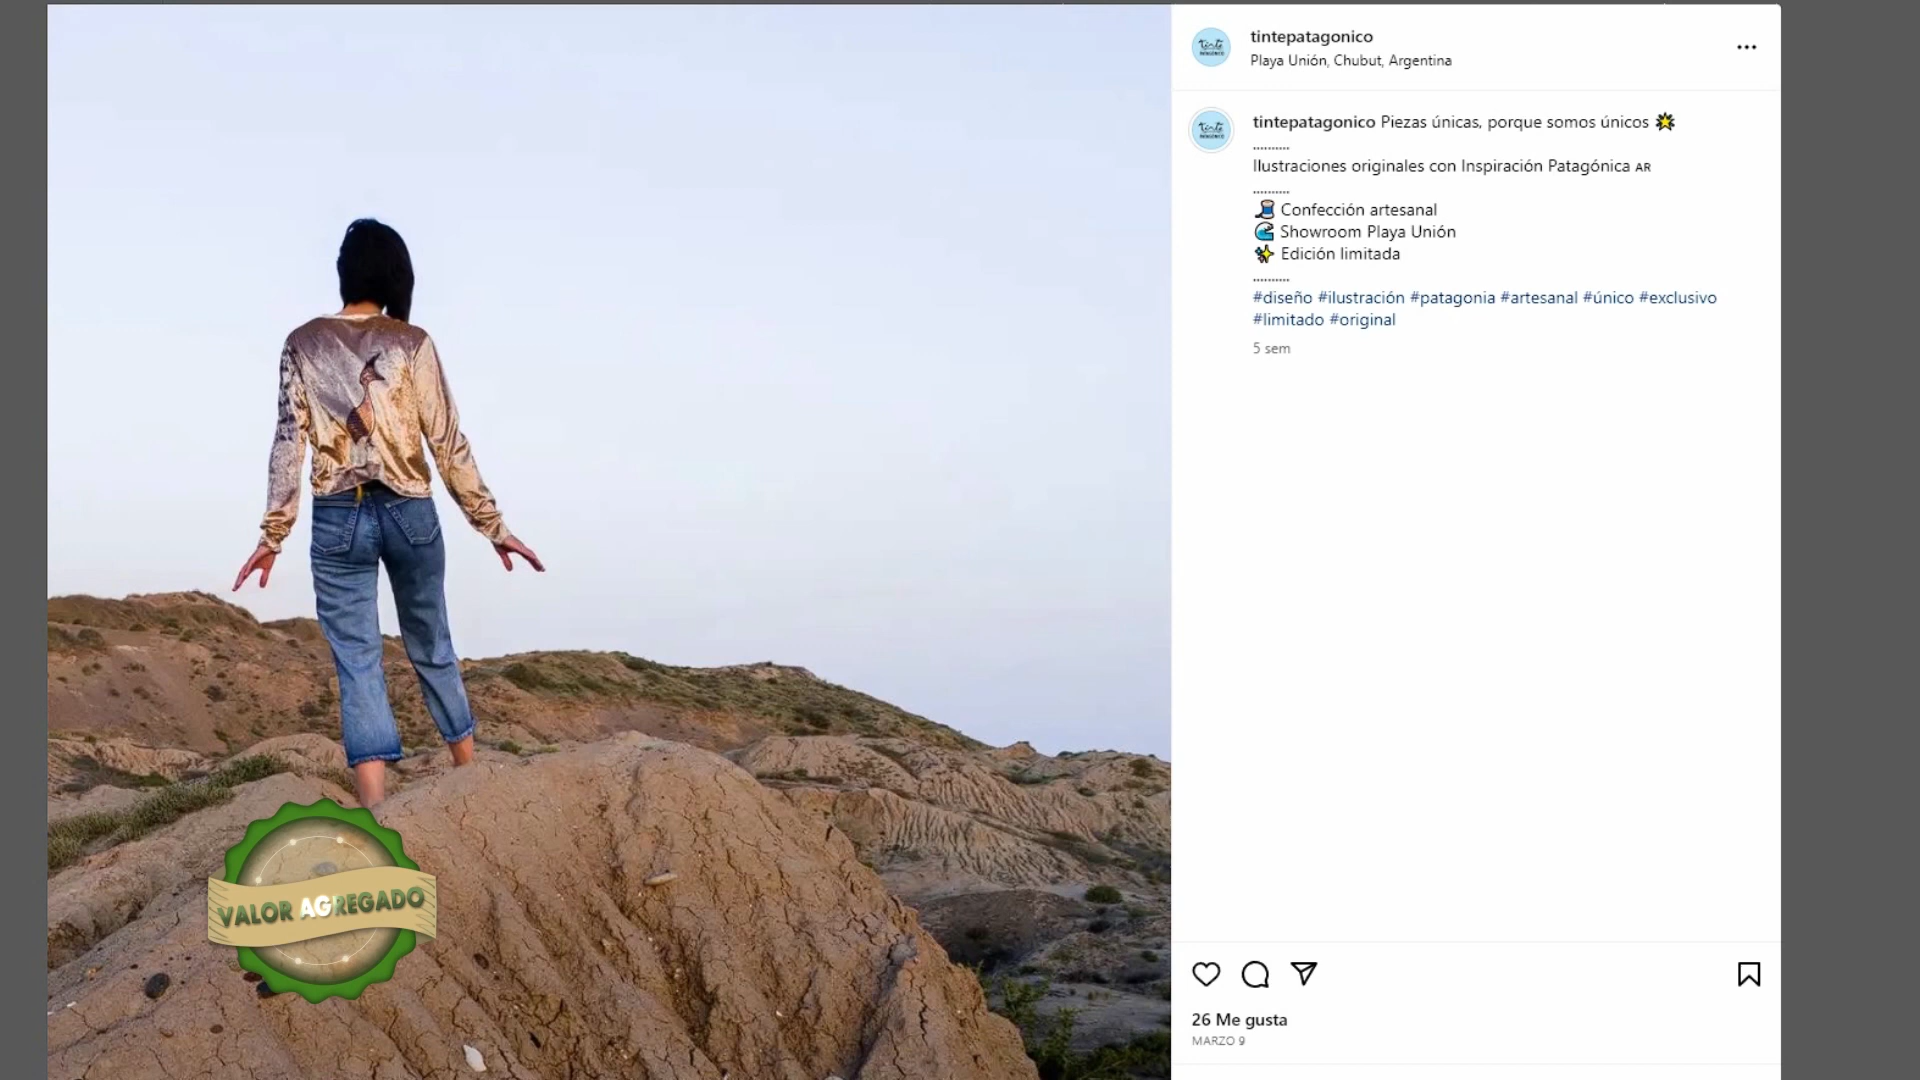 tintepatagonico
Playa Unión, Chubut, Argentina
tintepatagonico Piezas únicas, porque somos únicos
..........
Ilustraciones originales con Inspiración Patagónica AR
..........
Confección artesanal
Showroom Playa Unión
Edición limitada
..........
#diseño #ilustración #patagonia #artesanal #único #exclusivo
#limitado #original
5 sem
VALOR AGREGADO
26 Me gusta
MARZO 9